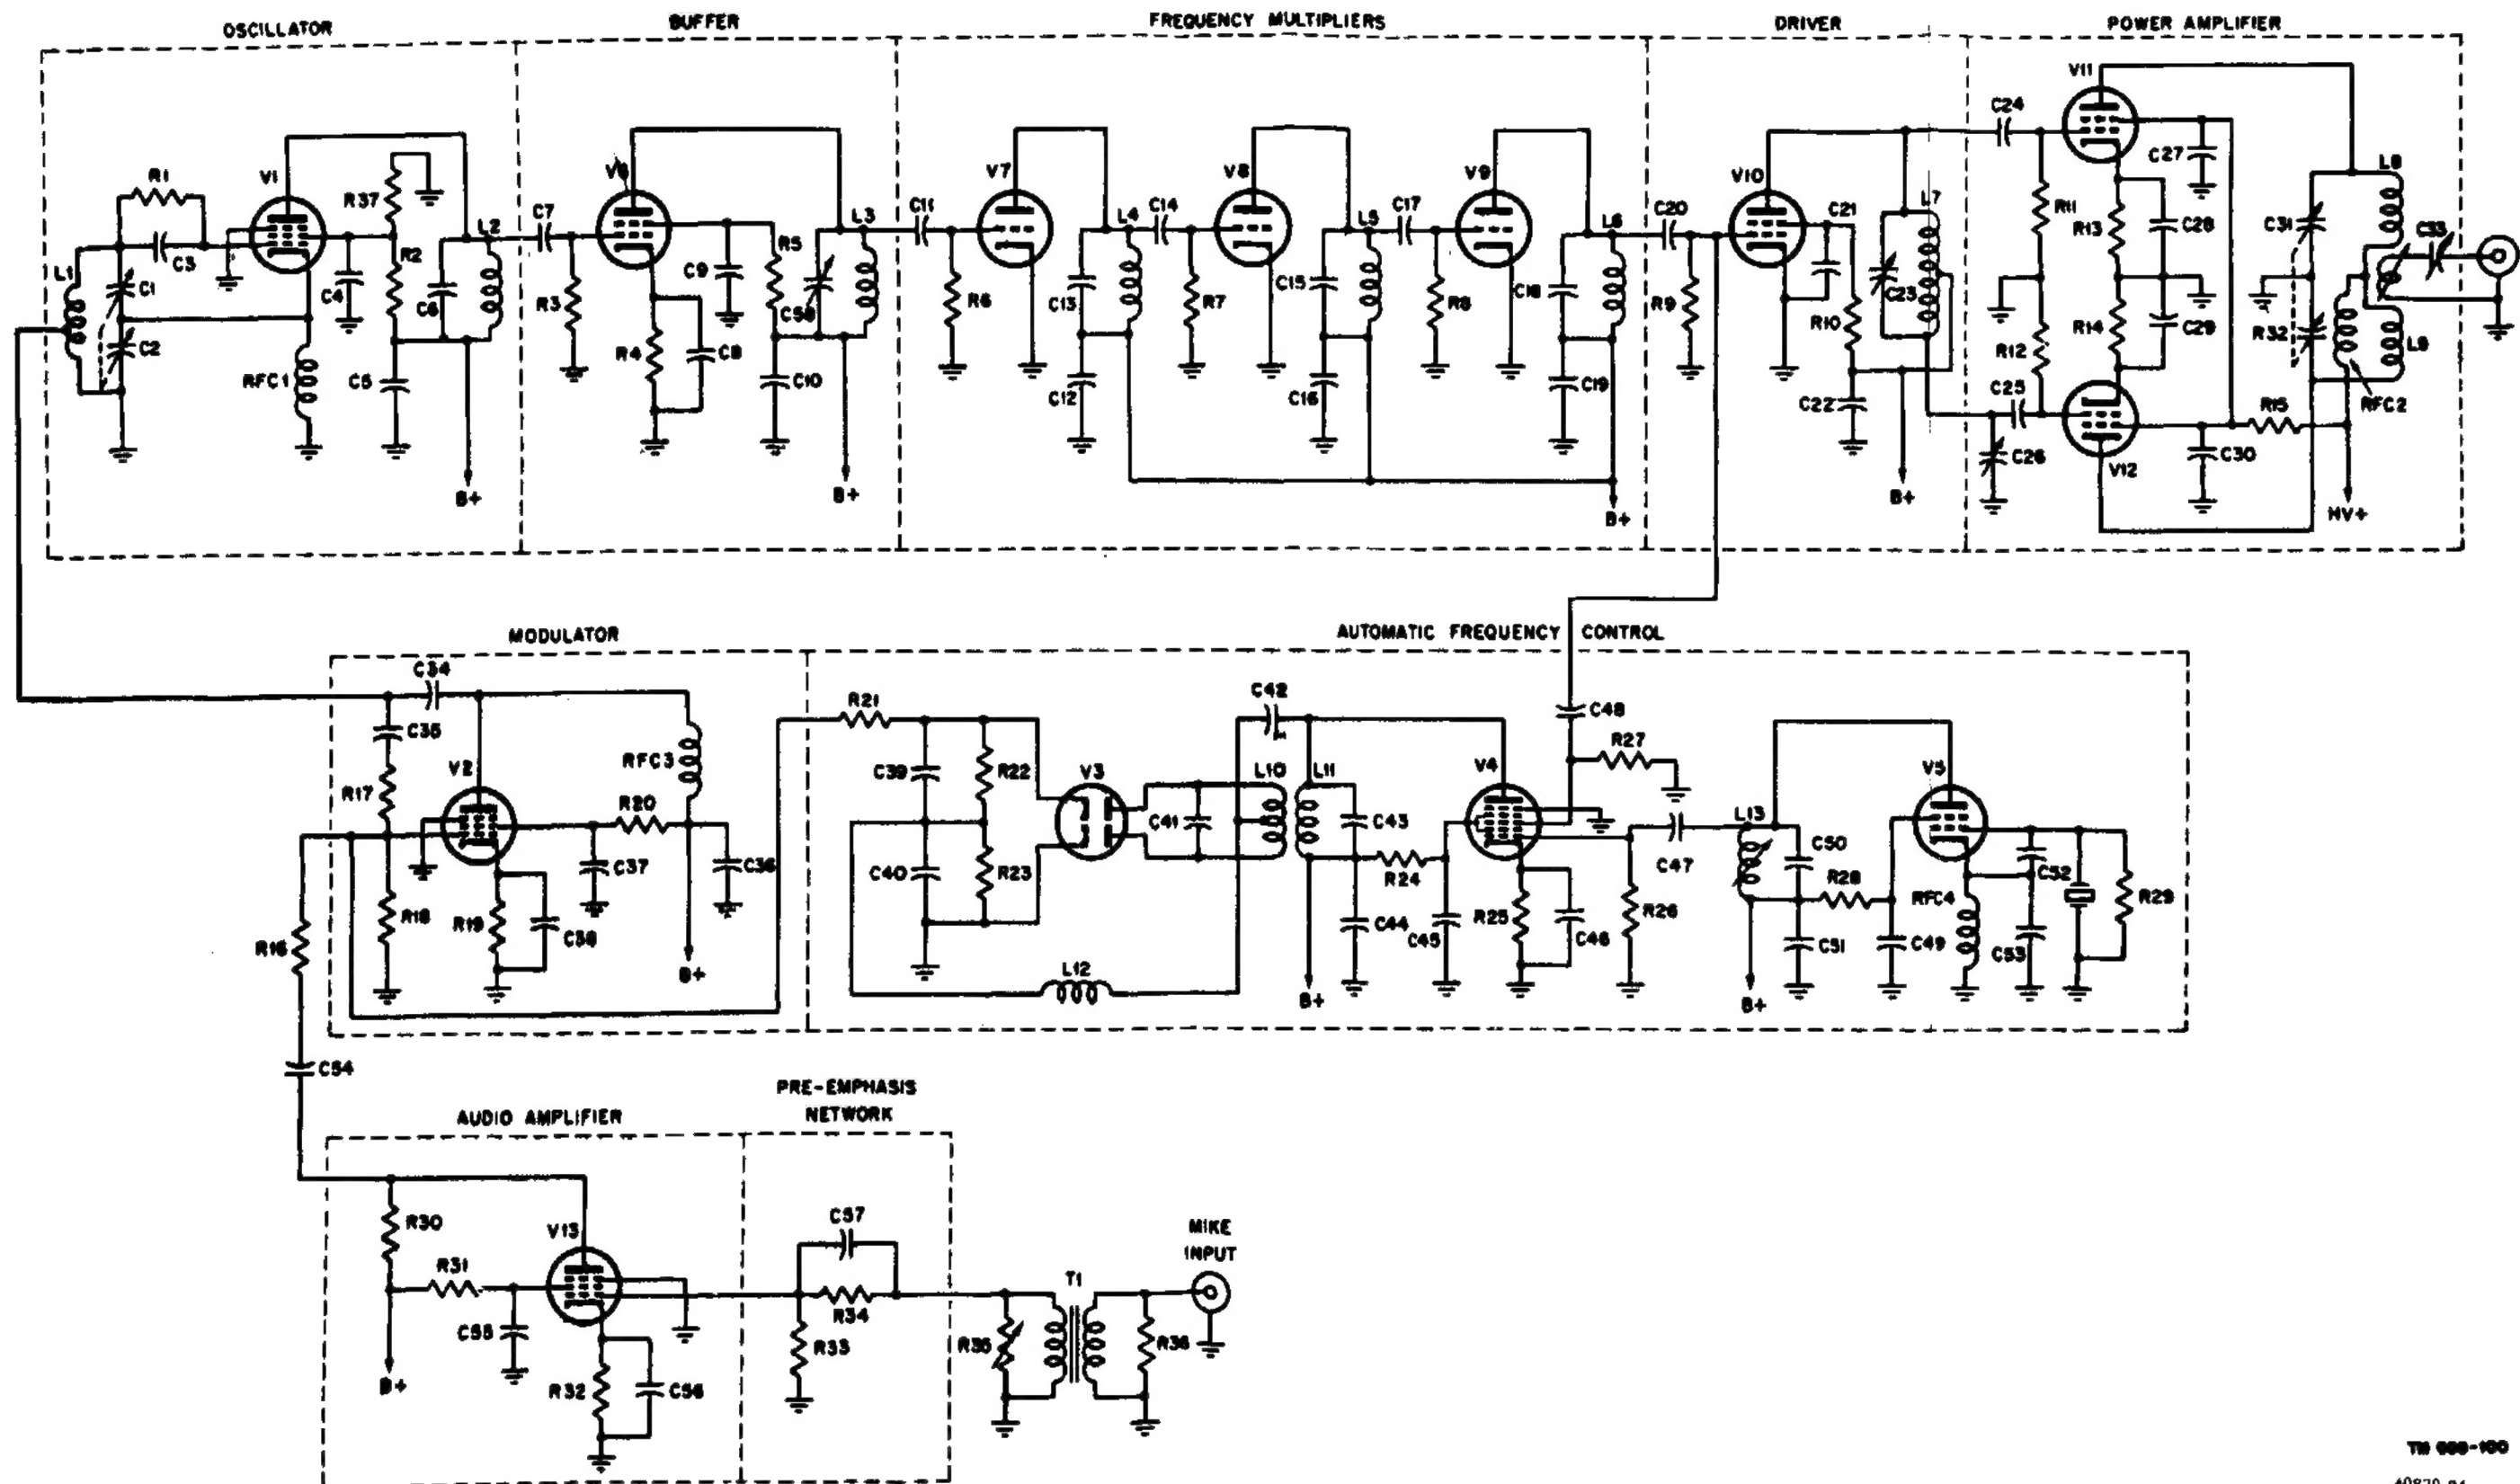 OSCILLATOR
BUFFER
FREQUENCY MULTIPLIERS
DRIVER
POWER AMPLIFIER
R1
V1
C3
L1
C1
C2
RFC1
R37
C4
R2
L2
C6
C5
B+
C7
V6
R3
R4
C8
C9
R5
L3
C10
B+
C11
V7
R6
L4
C13
C12
C14
V8
R7
L5
C15
C16
C17
V9
R8
L6
C18
C19
B+
C20
R9
V10
C21
L7
C23
R10
C22
B+
C24
V11
C27
R11
R13
C28
R12
R14
C29
C25
C26
V12
C30
R15
C31
R32
L8
L9
C33
RFC2
HV+
MODULATOR
AUTOMATIC FREQUENCY CONTROL
C34
C35
R17
V2
RFC3
R20
C37
C36
R18
R19
C38
B+
R16
C54
R21
C39
R22
V3
C40
R23
C41
L10
L11
C42
L12
C43
R24
C44
C45
B+
V4
C48
R27
R25
C46
R26
C47
L13
C50
C51
R28
C49
B+
V5
RFC4
C52
C53
R29
AUDIO AMPLIFIER
PRE-EMPHASIS
NETWORK
R30
R31
V13
C55
R32
C56
B+
C57
R34
R33
R35
T1
R36
MIKE
INPUT